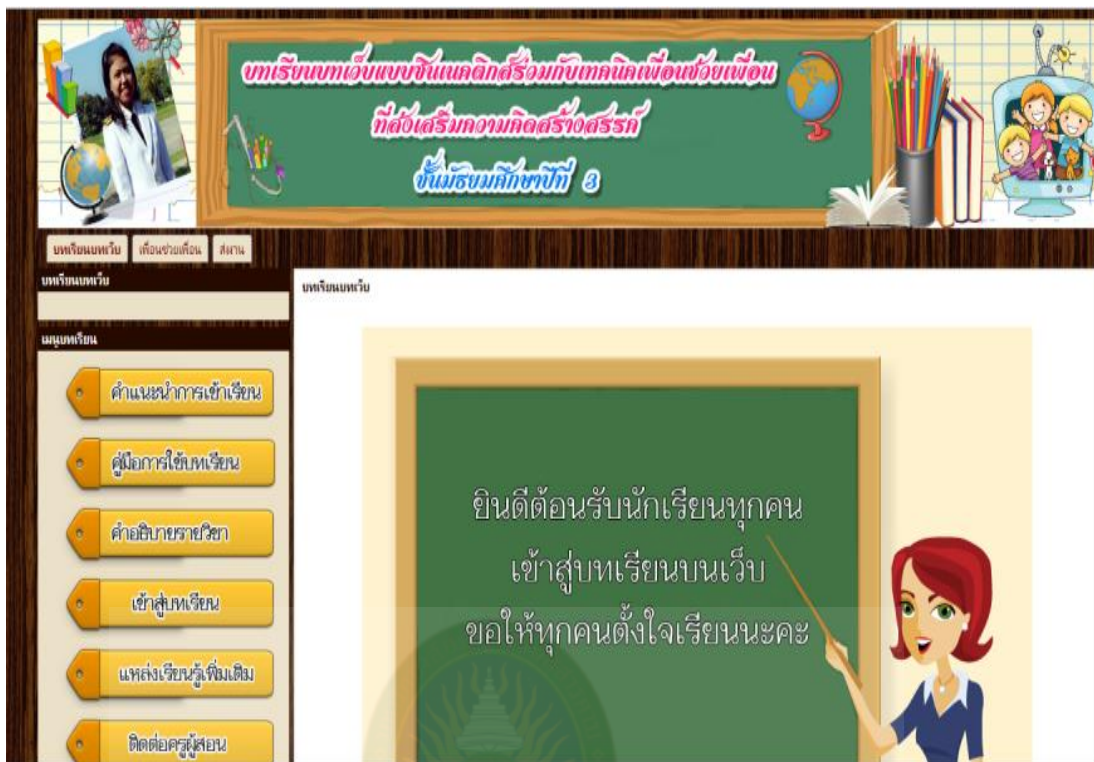 บทเรียนบทเว็บแบบซินเนคติกส์ร่วมกับเทคนิคเพื่อนช่วยเพื่อน
ที่ส่งเสริมความคิดสร้างสรรค์
ชั้นมัธยมศึกษาปีที่ 3
บทเรียนบทเว็บ เพื่อนช่วยเพื่อน ส่งงาน
บทเรียนบทเว็บ
บทเรียนบทเว็บ
เมนูบทเรียน
คำแนะนำการเข้าเรียน
คู่มือการใช้บทเรียน
คำอธิบายรายวิชา
เข้าสู่บทเรียน
แหล่งเรียนรู้เพิ่มเติม
ติดต่อครูผู้สอน
ยินดีต้อนรับนักเรียนทุกคน
เข้าสู่บทเรียนบนเว็บ
ขอให้ทุกคนตั้งใจเรียนนะคะ